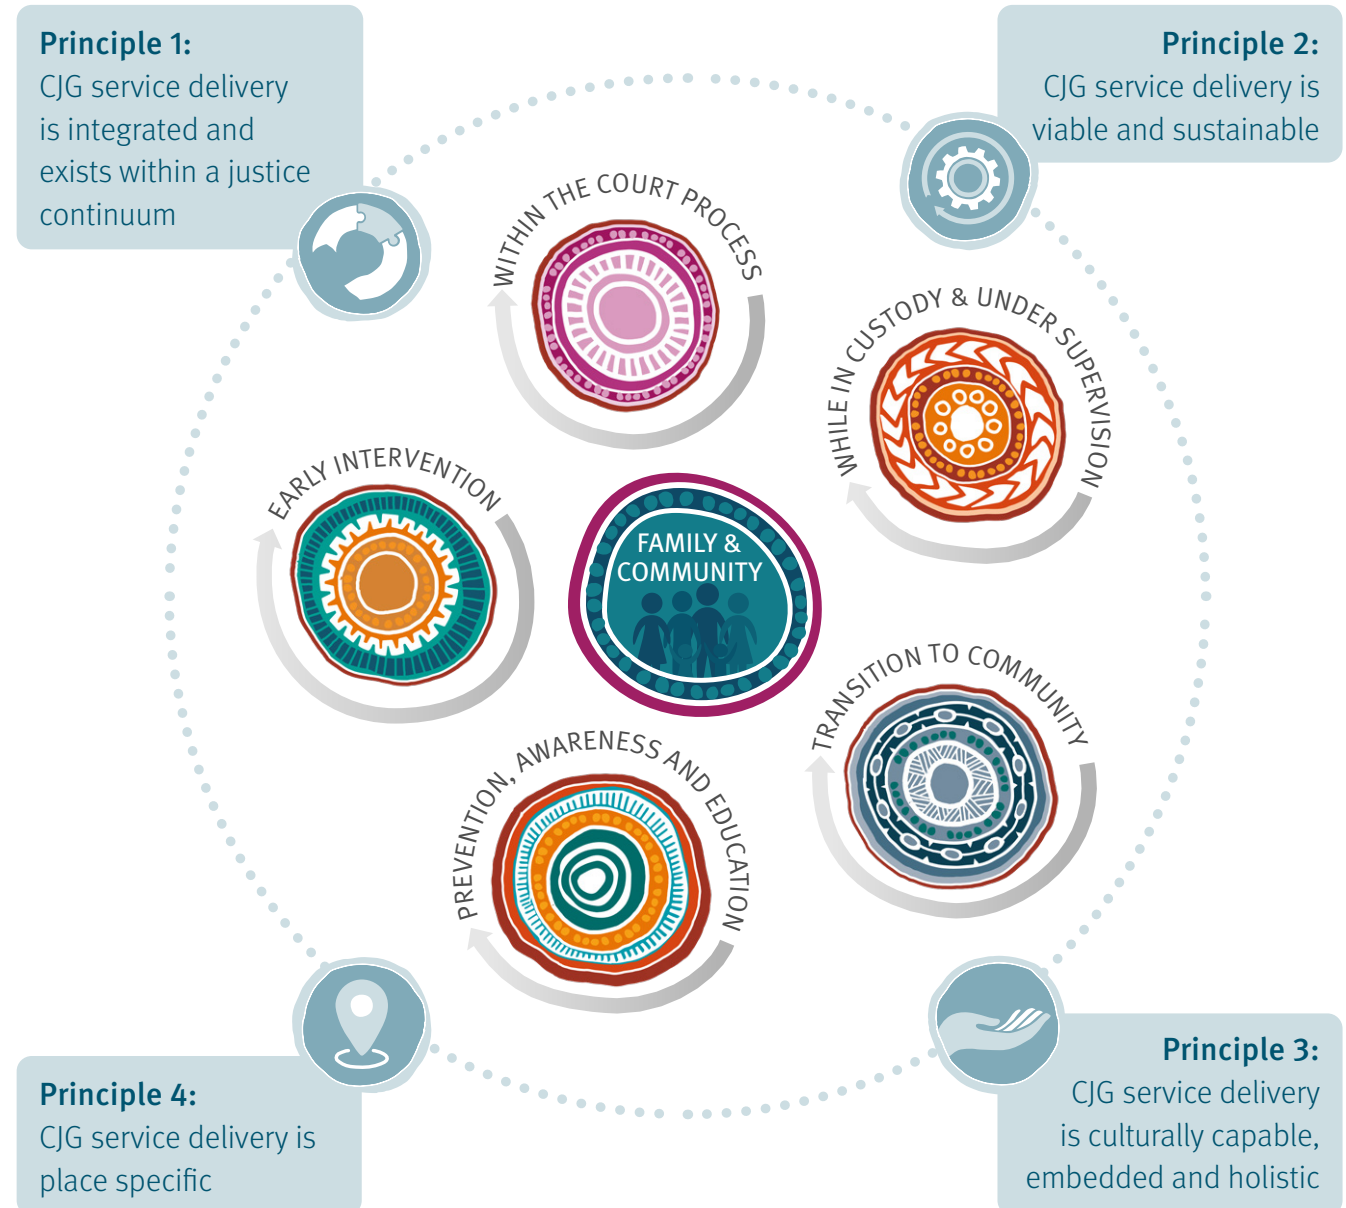 Principle 1:
CJG service delivery
is integrated and
exists within a justice
continuum
Principle 2:
CJG service delivery is
viable and sustainable
WITHIN THE COURT PROCESS
WHILE IN CUSTODY & UNDER SUPERVISION
EARLY INTERVENTION
FAMILY &
COMMUNITY
TRANSITION TO COMMUNITY
PREVENTION, AWARENESS AND EDUCATION
Principle 3:
CJG service delivery
is culturally capable,
embedded and holistic
Principle 4:
CJG service delivery is
place specific